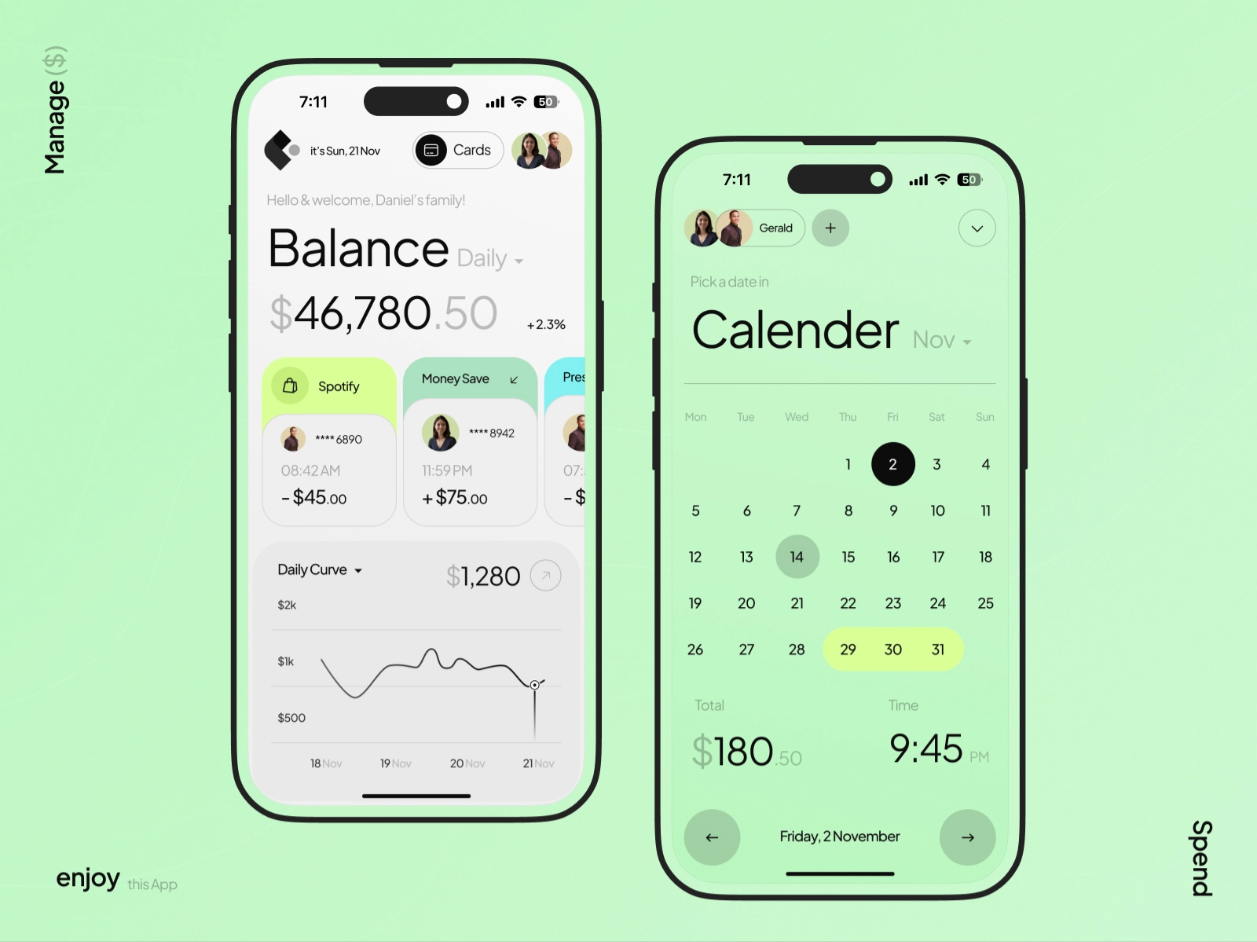 Manage ($)
7:11
50
it's Sun, 21 Nov
Cards
Hello & welcome, Daniel's family!
Balance Daily
$46,780.50
+2.3%
Spotify
****6890
08:42 AM
- $45.00
Money Save
****8942
11:59 PM
+ $75.00
Pres
07:
- $
Daily Curve
$1,280
$2k
$1k
$500
18 Nov 19 Nov 20 Nov 21 Nov
7:11
50
Gerald
+
Pick a date in
Calender Nov
Mon Tue Wed Thu Fri Sat Sun
1 2 3 4
5 6 7 8 9 10 11
12 13 14 15 16 17 18
19 20 21 22 23 24 25
26 27 28 29 30 31
Total
$180.50
Time
9:45 PM
Friday, 2 November
enjoy this App
Spend